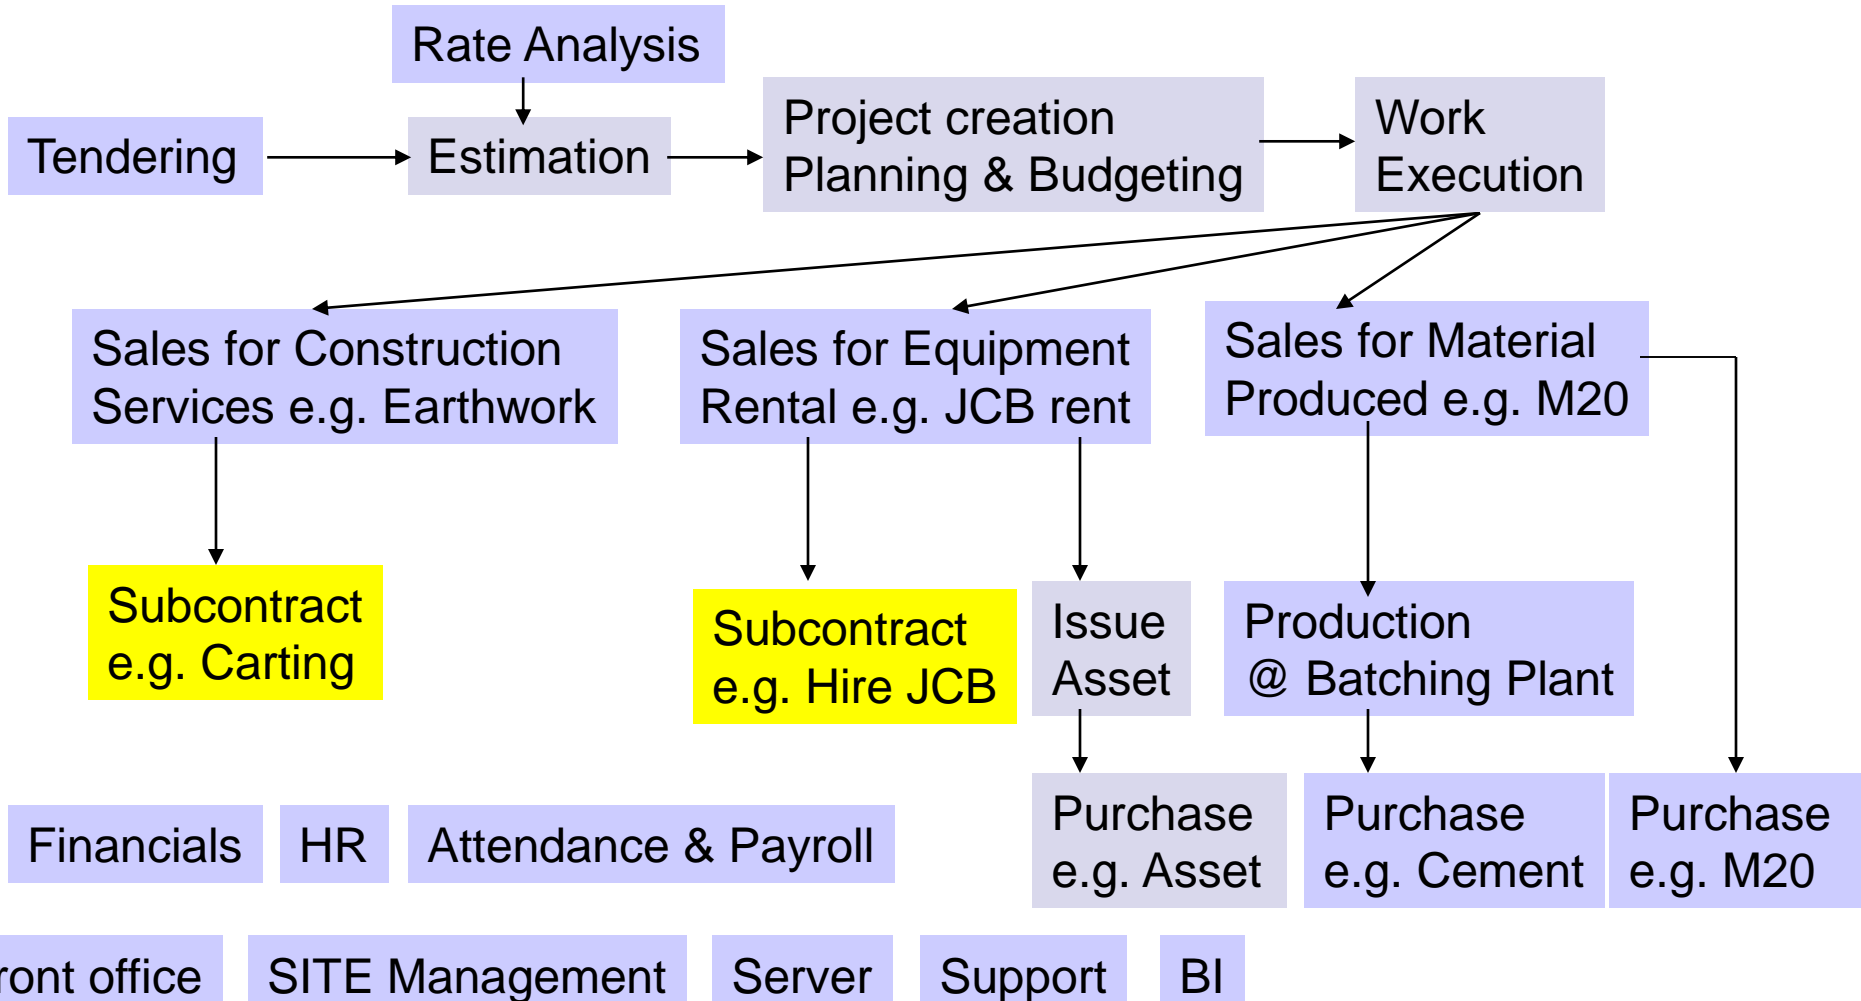 Rate Analysis
Tendering
Estimation
Project creation
Planning & Budgeting
Work
Execution
Sales for Construction
Services e.g. Earthwork
Sales for Equipment
Rental e.g. JCB rent
Sales for Material
Produced e.g. M20
Subcontract
e.g. Carting
Subcontract
e.g. Hire JCB
Issue
Asset
Production
@ Batching Plant
Purchase
e.g. Asset
Purchase
e.g. Cement
Purchase
e.g. M20
Financials
HR
Attendance & Payroll
ront office
SITE Management
Server
Support
BI